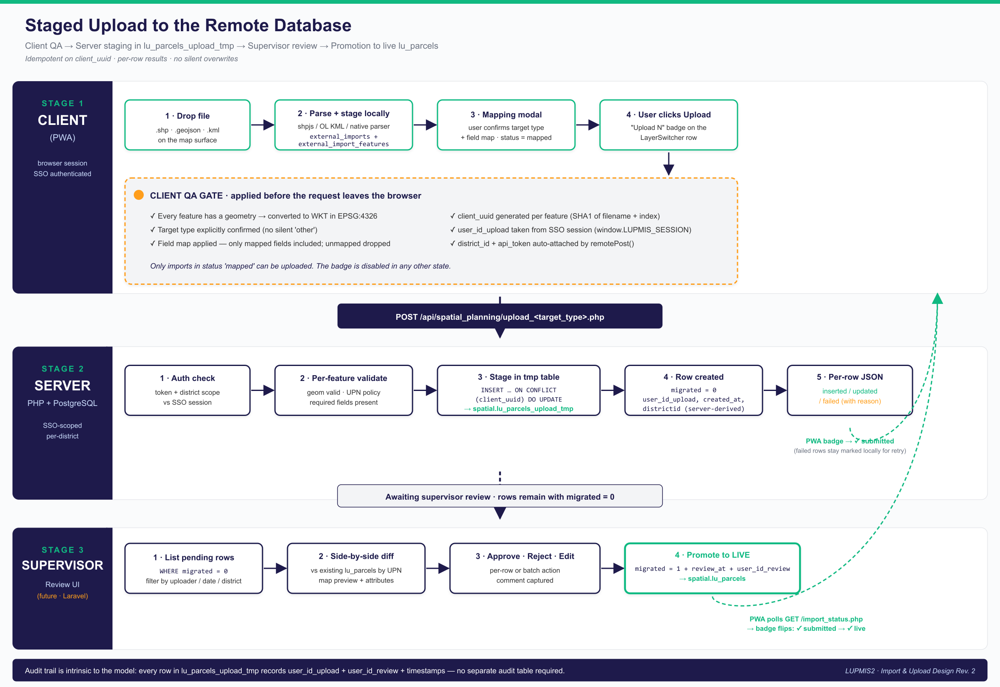 Staged Upload to the Remote Database
Client QA → Server staging in lu_parcels_upload_tmp → Supervisor review → Promotion to live lu_parcels
Idempotent on client_uuid · per-row results · no silent overwrites
STAGE 1
CLIENT
(PWA)
browser session
SSO authenticated
1 · Drop file
.shp · .geojson · .kml
on the map surface
2 · Parse + stage locally
shpjs / OL KML / native parser
external_imports +
external_import_features
3 · Mapping modal
user confirms target type
+ field map · status = mapped
4 · User clicks Upload
"Upload N" badge on the
LayerSwitcher row
CLIENT QA GATE · applied before the request leaves the browser
✓ Every feature has a geometry → converted to WKT in EPSG:4326
✓ Target type explicitly confirmed (no silent 'other')
✓ Field map applied — only mapped fields included; unmapped dropped
✓ client_uuid generated per feature (SHA1 of filename + index)
✓ user_id_upload taken from SSO session (window.LUPMIS_SESSION)
✓ district_id + api_token auto-attached by remotePost()
Only imports in status 'mapped' can be uploaded. The badge is disabled in any other state.
POST /api/spatial_planning/upload_<target_type>.php
STAGE 2
SERVER
PHP + PostgreSQL
SSO-scoped
per-district
1 · Auth check
token + district scope
vs SSO session
2 · Per-feature validate
geom valid · UPN policy
required fields present
3 · Stage in tmp table
INSERT … ON CONFLICT
(client_uuid) DO UPDATE
→ spatial.lu_parcels_upload_tmp
4 · Row created
migrated = 0
user_id_upload, created_at,
districtid (server-derived)
5 · Per-row JSON
inserted / updated
/ failed (with reason)
PWA badge → ✓ submitted
(failed rows stay marked locally for retry)
Awaiting supervisor review · rows remain with migrated = 0
STAGE 3
SUPERVISOR
Review UI
(future · Laravel)
1 · List pending rows
WHERE migrated = 0
filter by uploader / date / district
2 · Side-by-side diff
vs existing lu_parcels by UPN
map preview + attributes
3 · Approve · Reject · Edit
per-row or batch action
comment captured
4 · Promote to LIVE
migrated = 1 + review_at + user_id_review
→ spatial.lu_parcels
PWA polls GET /import_status.php
→ badge flips: ✓ submitted → ✓ live
Audit trail is intrinsic to the model: every row in lu_parcels_upload_tmp records user_id_upload + user_id_review + timestamps — no separate audit table required.
LUPMIS2 · Import & Upload Design Rev. 2